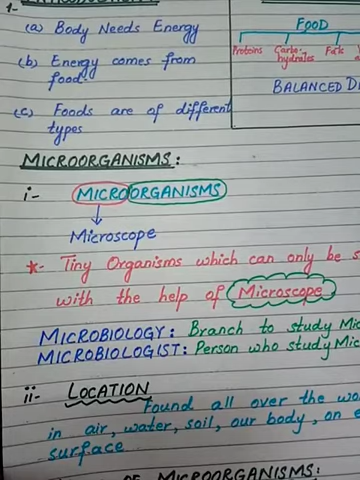 1-
(a) Body Needs Energy
(b) Energy comes from
food.
(c) Foods are of different
types
FOOD
Proteins Carbo- Fats
hydrates
BALANCED
MICROORGANISMS:
i- MICROORGANISMS
Microscope
* Tiny Organisms which can only be
with the help of Microscope
MICROBIOLOGY: Branch to study
MICROBIOLOGIST: Person who study
ii- LOCATION
Found all over the
in air, water, soil, our body, on
surface
OF MICROORGANISMS: